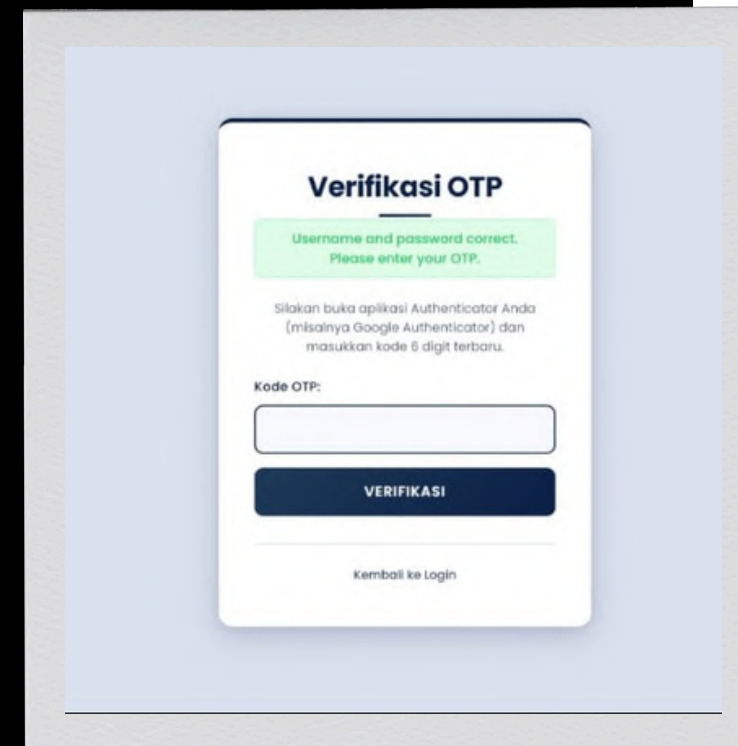 Verifikasi OTP
Username and password correct.
Please enter your OTP.
Silakan buka aplikasi Authenticator Anda
(misalnya Google Authenticator) dan
masukkan kode 6 digit terbaru.
Kode OTP:
VERIFIKASI
Kembali ke Login